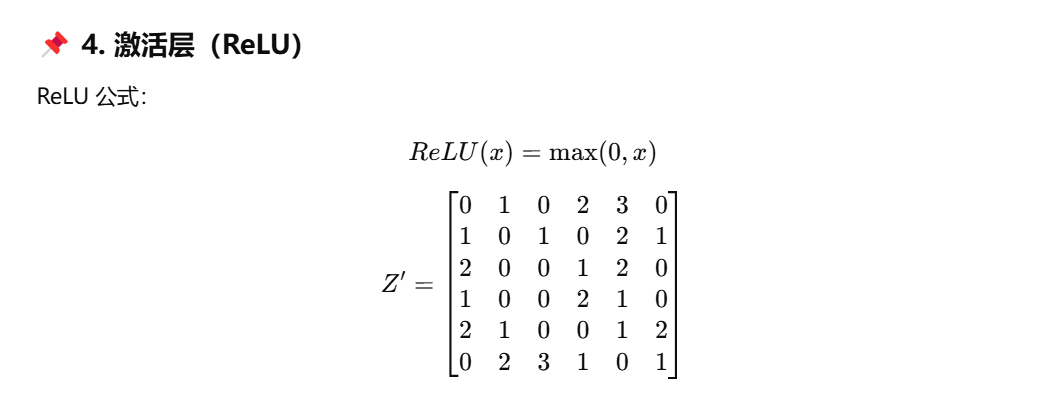 📌 4. 激活层（ReLU）
ReLU 公式：
ReLU(x) = max(0, x)
Z′ =
0 1 0 2 3 0
1 0 1 0 2 1
2 0 0 1 2 0
1 0 0 2 1 0
2 1 0 0 1 2
0 2 3 1 0 1